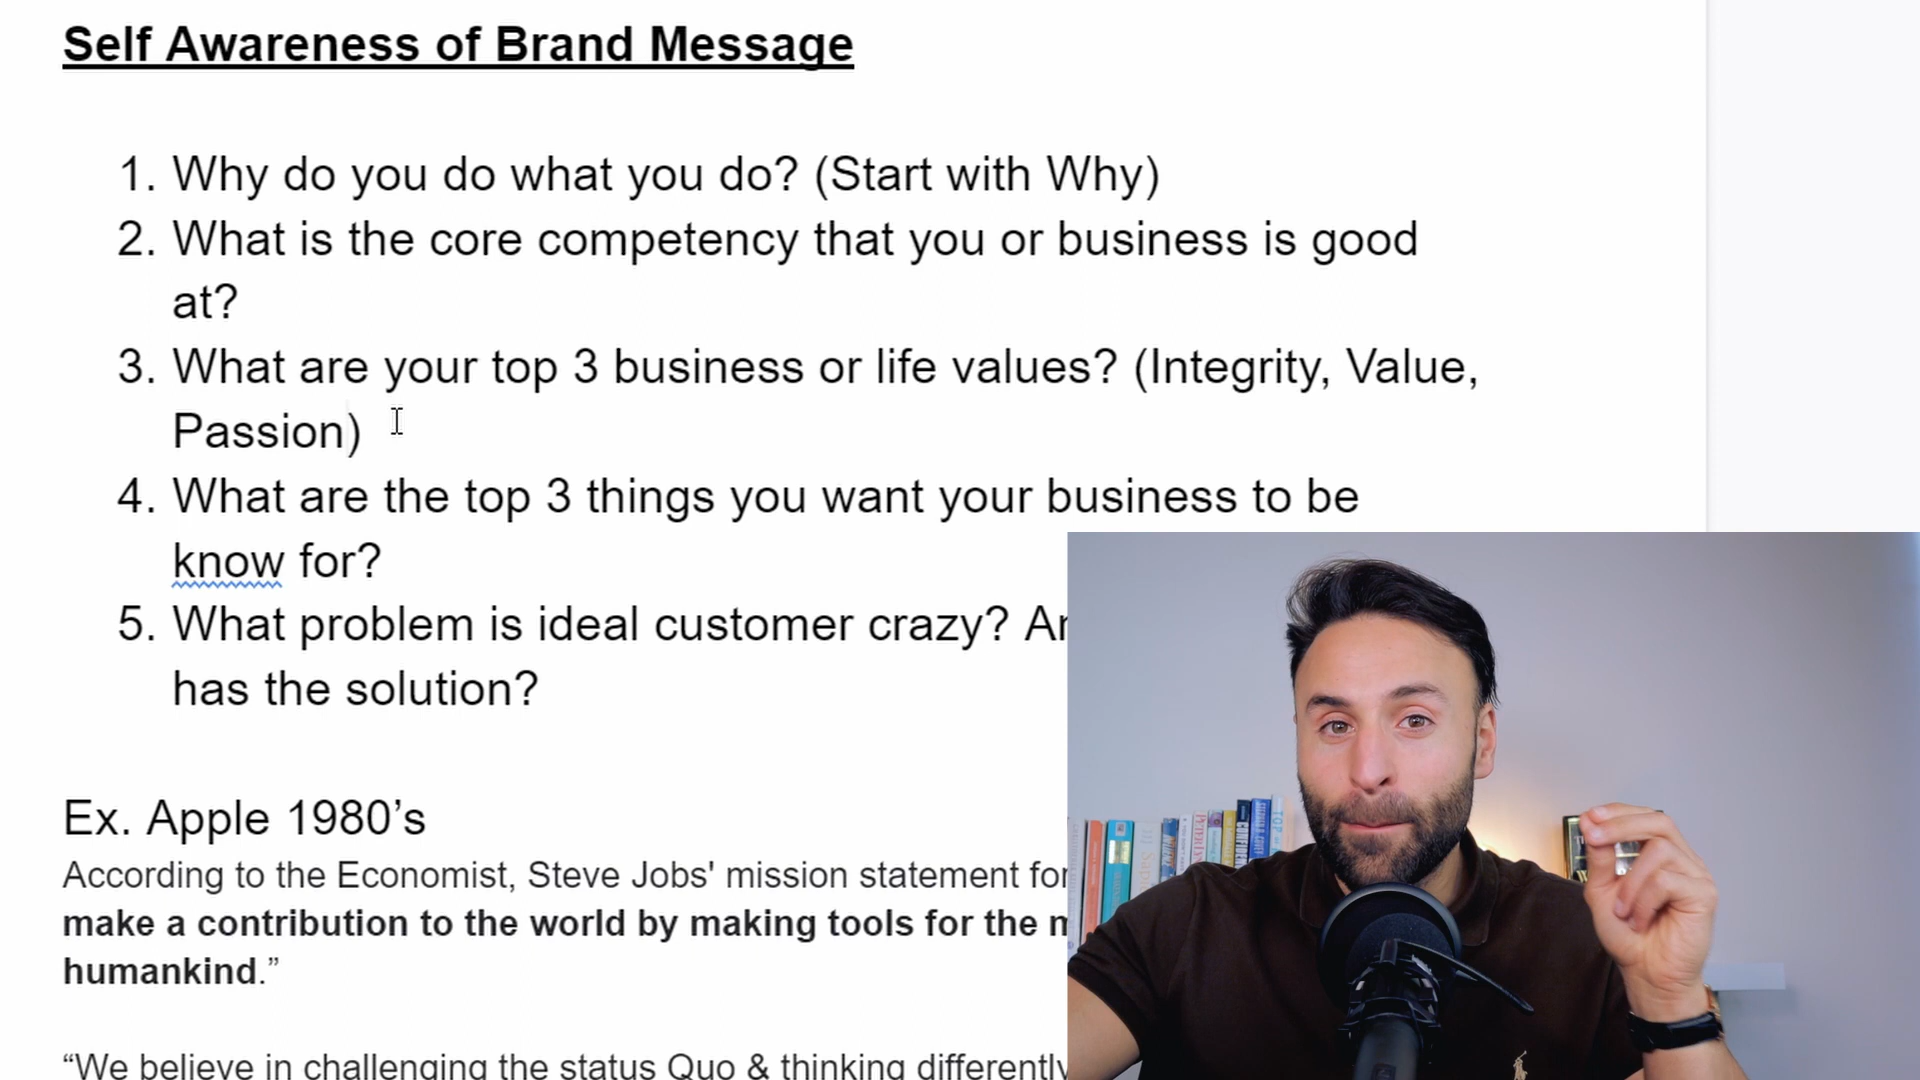 Self Awareness of Brand Message
1. Why do you do what you do? (Start with Why)
2. What is the core competency that you or business is good
at?
3. What are your top 3 business or life values? (Integrity, Value,
Passion)
4. What are the top 3 things you want your business to be
know for?
5. What problem is ideal customer crazy?
has the solution?
Ex. Apple 1980’s
According to the Economist, Steve Jobs' mission statement for
make a contribution to the world by making tools for the
humankind.”
“We believe in challenging the status Quo & thinking differently